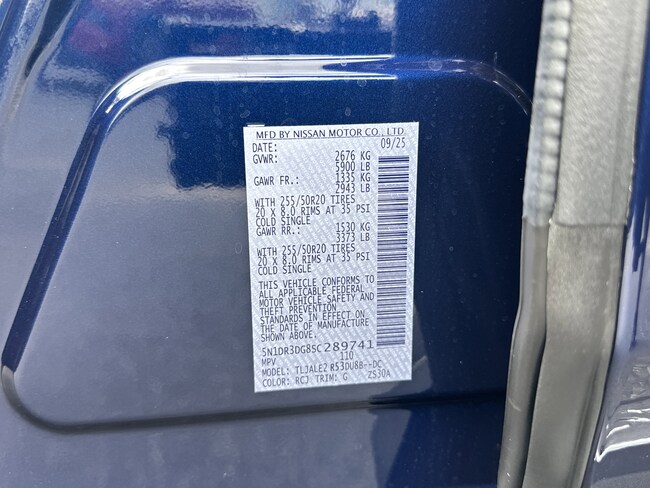 MFD BY NISSAN MOTOR CO., LTD.
DATE: 09/25
GVWR: 2676 KG
5900 LB
GAWR FR.: 1335 KG
2943 LB
WITH 255/50R20 TIRES
20 x 8.0 RIMS AT 35 PSI
COLD SINGLE
GAWR RR.: 1530 KG
3373 LB
WITH 255/50R20 TIRES
20 x 8.0 RIMS AT 35 PSI
COLD SINGLE
THIS VEHICLE CONFORMS TO
ALL APPLICABLE FEDERAL
MOTOR VEHICLE SAFETY AND
THEFT PREVENTION
STANDARDS IN EFFECT ON
THE DATE OF MANUFACTURE
SHOWN ABOVE.
5N1DR3DG8SC289741
MPV 110
MODEL: TLJALE2 R53DU8B--DC
COLOR: RCJ TRIM: G ZS30A